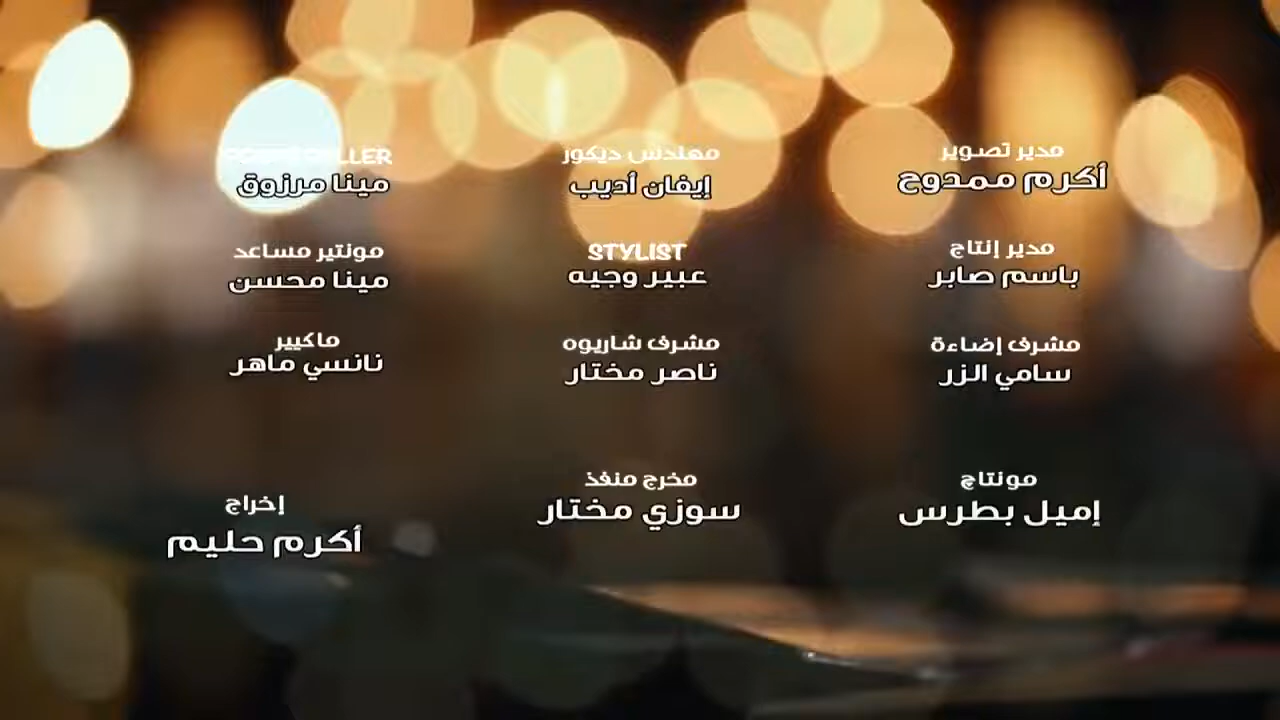 مدير تصوير
أكرم ممدوح
مهندس ديكور
إيفان أديب
مينا مرزوق
مدير إنتاج
باسم صابر
STYLIST
عبير وجيه
مونتير مساعد
مينا محسن
مشرف إضاءة
سامي الزر
مشرف شاريوه
ناصر مختار
ماكيير
نانسي ماهر
مونتاج
إميل بطرس
مخرج منفذ
سوزي مختار
إخراج
أكرم حليم